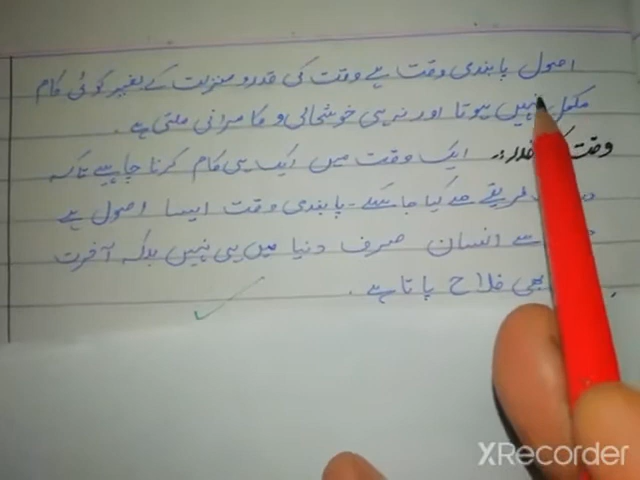 اصول پابندی وقت ہے وقت کی قدر و منزلت کے بغیر کوئی کام
مکمل نہیں ہوتا اور نہ ہی خوشحالی و کامرانی ملتی ہے۔
وقت ایک وقت میں ایک ہی کام کرنا چاہیے تاکہ
طریقے سے کیا جا سکے۔ پابندی وقت ایسا اصول ہے
سے انسان صرف دنیا میں ہی نہیں بلکہ آخرت
بھی فلاح پاتا ہے۔
XRecorder